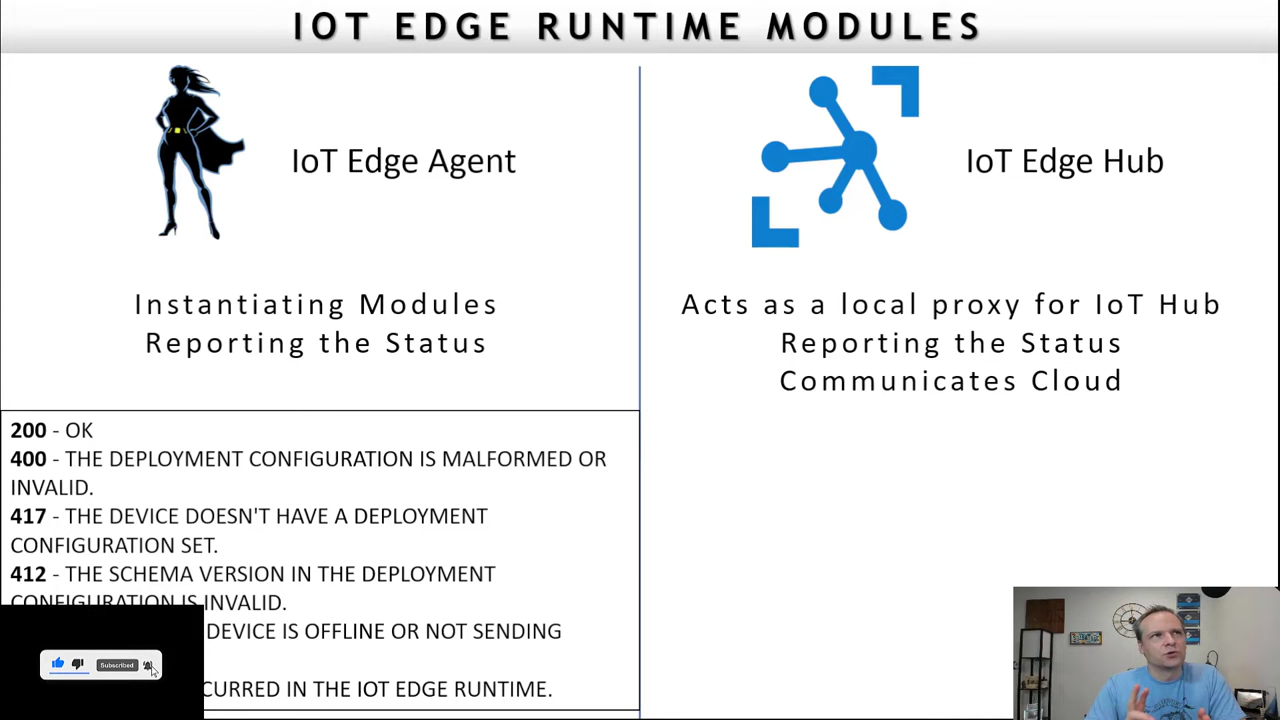 IOT EDGE RUNTIME MODULES
IoT Edge Agent
Instantiating Modules
Reporting the Status
200 - OK
400 - THE DEPLOYMENT CONFIGURATION IS MALFORMED OR
INVALID.
417 - THE DEVICE DOESN'T HAVE A DEPLOYMENT
CONFIGURATION SET.
412 - THE SCHEMA VERSION IN THE DEPLOYMENT
CONFIGURATION IS INVALID.
DEVICE IS OFFLINE OR NOT SENDING
CURRED IN THE IOT EDGE RUNTIME.
Subscribed
IoT Edge Hub
Acts as a local proxy for IoT Hub
Reporting the Status
Communicates Cloud